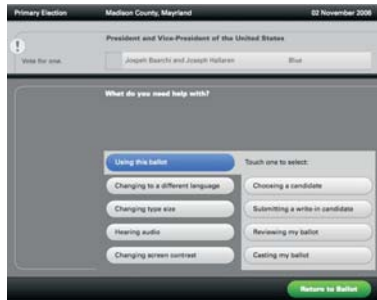 Primary Election Madison County, Mayrland 02 November 2008
! President and Vice-President of the United States
Vote for one. Joseph Barchi and Joseph Hallaren Blue
What do you need help with?
Using this ballot Touch one to select:
Changing to a different language Choosing a candidate
Changing type size Submitting a write-in candidate
Hearing audio Reviewing my ballot
Changing screen contrast Casting my ballot
Return to Ballot